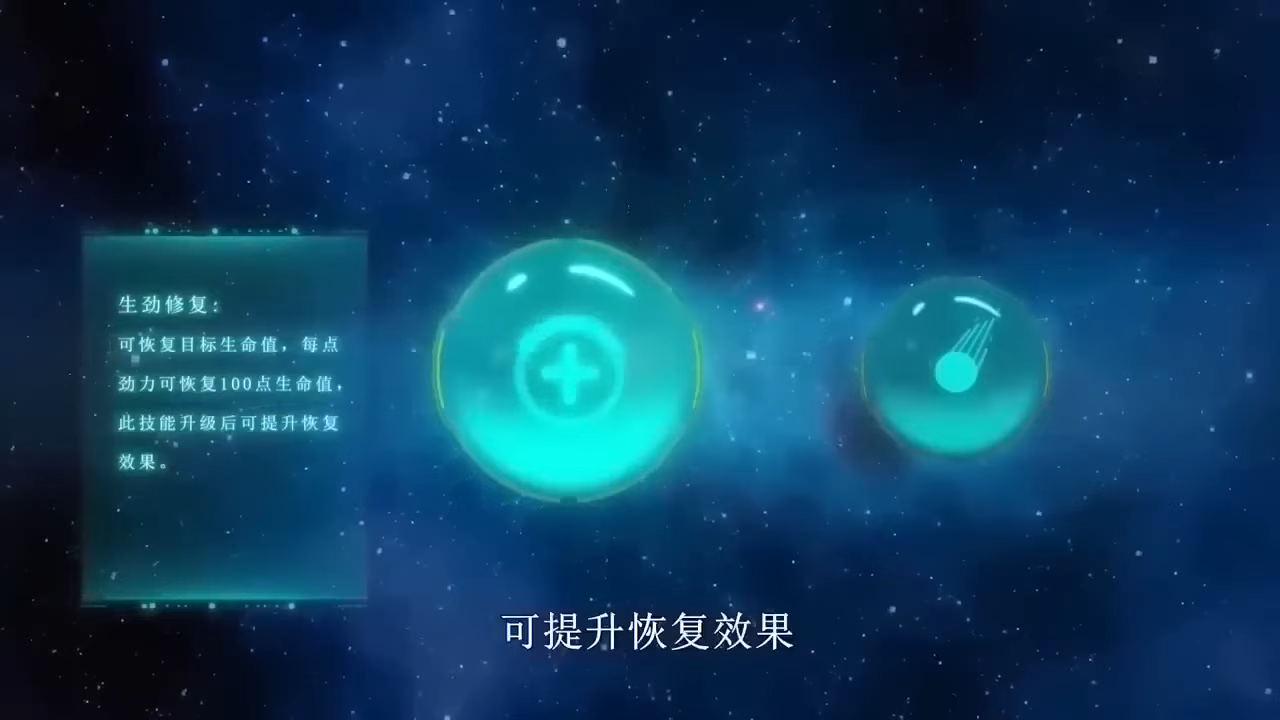 生劲修复：
可恢复目标生命值，每点
劲力可恢复100点生命值，
此技能升级后可提升恢复
效果。
可提升恢复效果